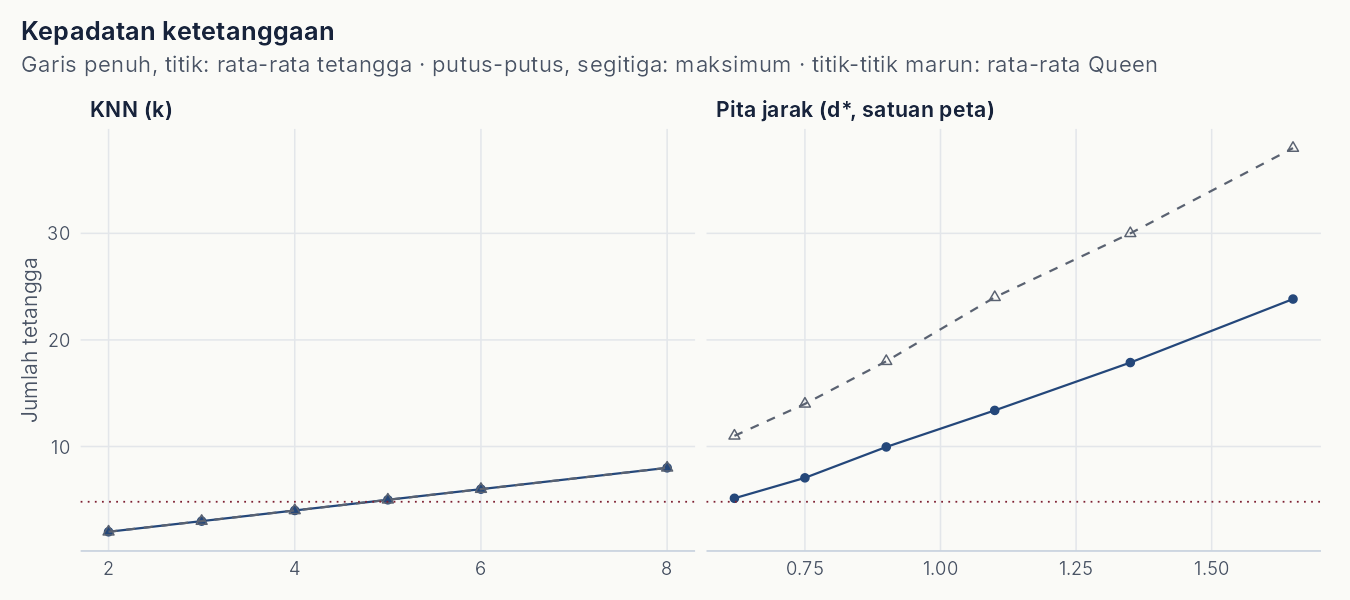 Kepadatan ketetanggaan
Garis penuh, titik: rata-rata tetangga · putus-putus, segitiga: maksimum · titik-titik marun: rata-rata Queen
KNN (k)
Pita jarak (d*, satuan peta)
Jumlah tetangga
30
20
10
2
4
6
8
0.75
1.00
1.25
1.50